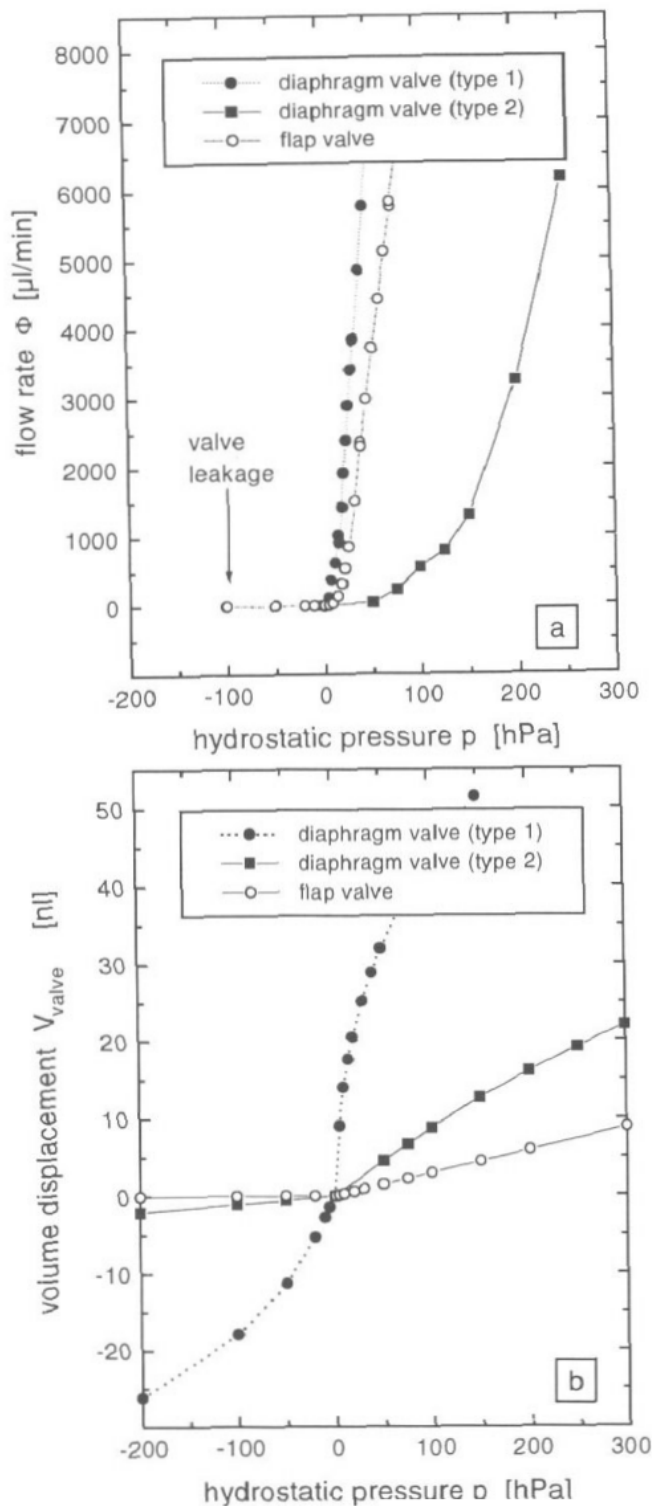 8000
7000
6000
5000
4000
3000
2000
1000
0
flow rate Φ [µl/min]
diaphragm valve (type 1)
diaphragm valve (type 2)
flap valve
valve
leakage
a
-200 -100 0 100 200 300
hydrostatic pressure p [hPa]
50
40
30
20
10
0
-10
-20
volume displacement Vvalve [nl]
diaphragm valve (type 1)
diaphragm valve (type 2)
flap valve
b
-200 -100 0 100 200 300
hydrostatic pressure p [hPa]